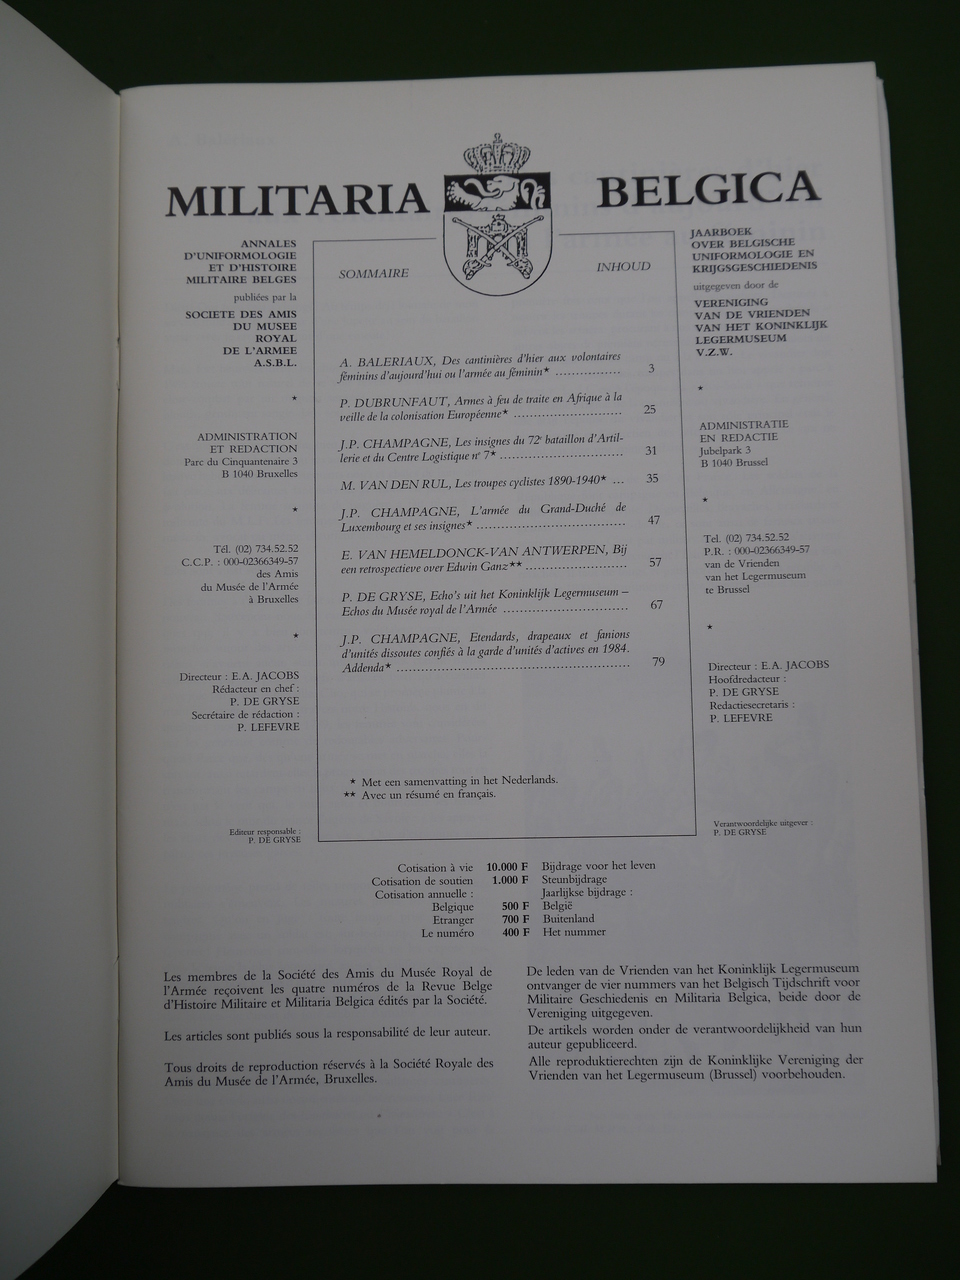 MILITARIA BELGICA
ANNALES
D'UNIFORMOLOGIE
ET D'HISTOIRE
MILITAIRE BELGES
publiées par la
SOCIETE DES AMIS
DU MUSEE
ROYAL
DE L'ARMEE
A.S.B.L.
*
ADMINISTRATION
ET REDACTION
Parc du Cinquantenaire 3
B 1040 Bruxelles
*
Tél. (02) 734.52.52
C.C.P. : 000-02366349-57
des Amis
du Musée de l'Armée
à Bruxelles
*
Directeur : E.A. JACOBS
Rédacteur en chef :
P. DE GRYSE
Secrétaire de rédaction :
P. LEFEVRE
Editeur responsable :
P. DE GRYSE
SOMMAIRE INHOUD
A. BALERIAUX, Des cantinières d'hier aux volontaires
féminins d'aujourd'hui ou l'armée au féminin* ................ 3
P. DUBRUNFAUT, Armes à feu de traite en Afrique à la
veille de la colonisation Européenne* ........................... 25
J.P. CHAMPAGNE, Les insignes du 72e bataillon d'Artil-
lerie et du Centre Logistique nr 7* ............................... 31
M. VAN DEN RUL, Les troupes cyclistes 1890-1940* ... 35
J.P. CHAMPAGNE, L'armée du Grand-Duché de
Luxembourg et ses insignes* ..................................... 47
E. VAN HEMELDONCK-VAN ANTWERPEN, Bij
een retrospectieve over Edwin Ganz** ......................... 57
P. DE GRYSE, Echo's uit het Koninklijk Legermuseum –
Echos du Musée royal de l'Armée ............................... 67
J.P. CHAMPAGNE, Etendards, drapeaux et fanions
d'unités dissoutes confiés à la garde d'unités d'actives en 1984.
Addenda* .......................................................... 79
* Met een samenvatting in het Nederlands.
** Avec un résumé en français.
JAARBOEK
OVER BELGISCHE
UNIFORMOLOGIE EN
KRIJGSGESCHIEDENIS
uitgegeven door de
VERENIGING
VAN DE VRIENDEN
VAN HET KONINKLIJK
LEGERMUSEUM
V.Z.W.
*
ADMINISTRATIE
EN REDACTIE
Jubelpark 3
B 1040 Brussel
*
Tel. (02) 734.52.52
P.R. : 000-02366349-57
van de Vrienden
van het Legermuseum
te Brussel
*
Directeur : E.A. JACOBS
Hoofdredacteur :
P. DE GRYSE
Redactiesecretaris :
P. LEFEVRE
Verantwoordelijke uitgever :
P. DE GRYSE
Cotisation à vie 10.000 F Bijdrage voor het leven
Cotisation de soutien 1.000 F Steunbijdrage
Cotisation annuelle : Jaarlijkse bijdrage :
Belgique 500 F België
Etranger 700 F Buitenland
Le numéro 400 F Het nummer
Les membres de la Société des Amis du Musée Royal de
l'Armée reçoivent les quatre numéros de la Revue Belge
d'Histoire Militaire et Militaria Belgica édités par la Société.
Les articles sont publiés sous la responsabilité de leur auteur.
Tous droits de reproduction réservés à la Société Royale des
Amis du Musée de l'Armée, Bruxelles.
De leden van de Vrienden van het Koninklijk Legermuseum
ontvanger de vier nummers van het Belgisch Tijdschrift voor
Militaire Geschiedenis en Militaria Belgica, beide door de
Vereniging uitgegeven.
De artikels worden onder de verantwoordelijkheid van hun
auteur gepubliceerd.
Alle reproduktierechten zijn de Koninklijke Vereniging der
Vrienden van het Legermuseum (Brussel) voorbehouden.